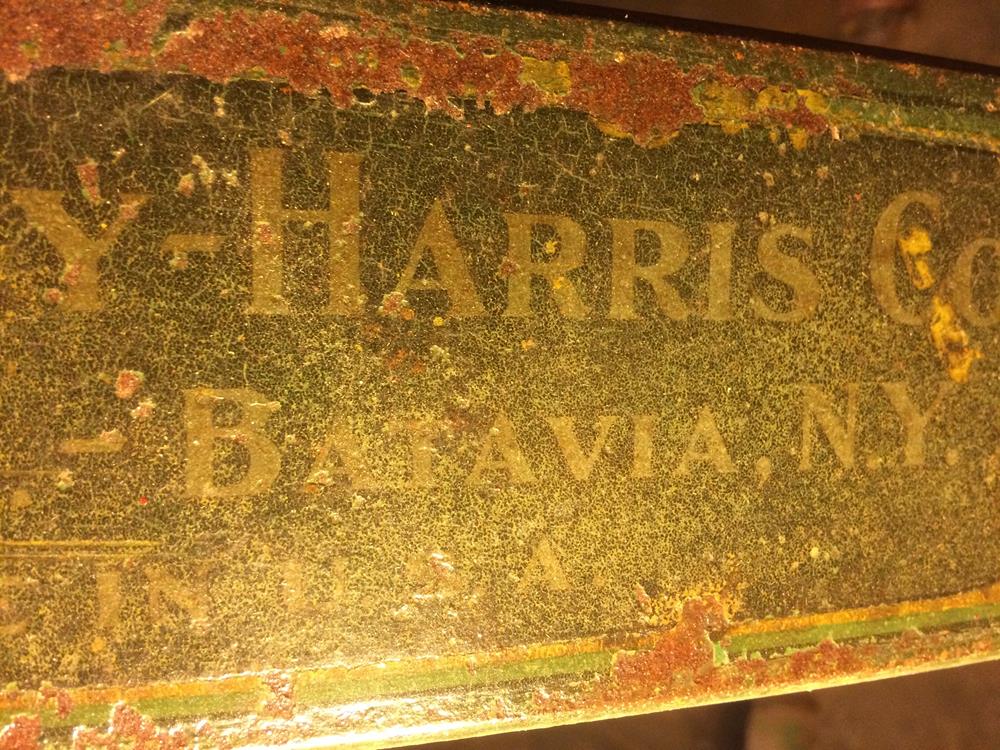 Y-HARRIS CO
- BATAVIA, N.Y.
E IN U.S.A.